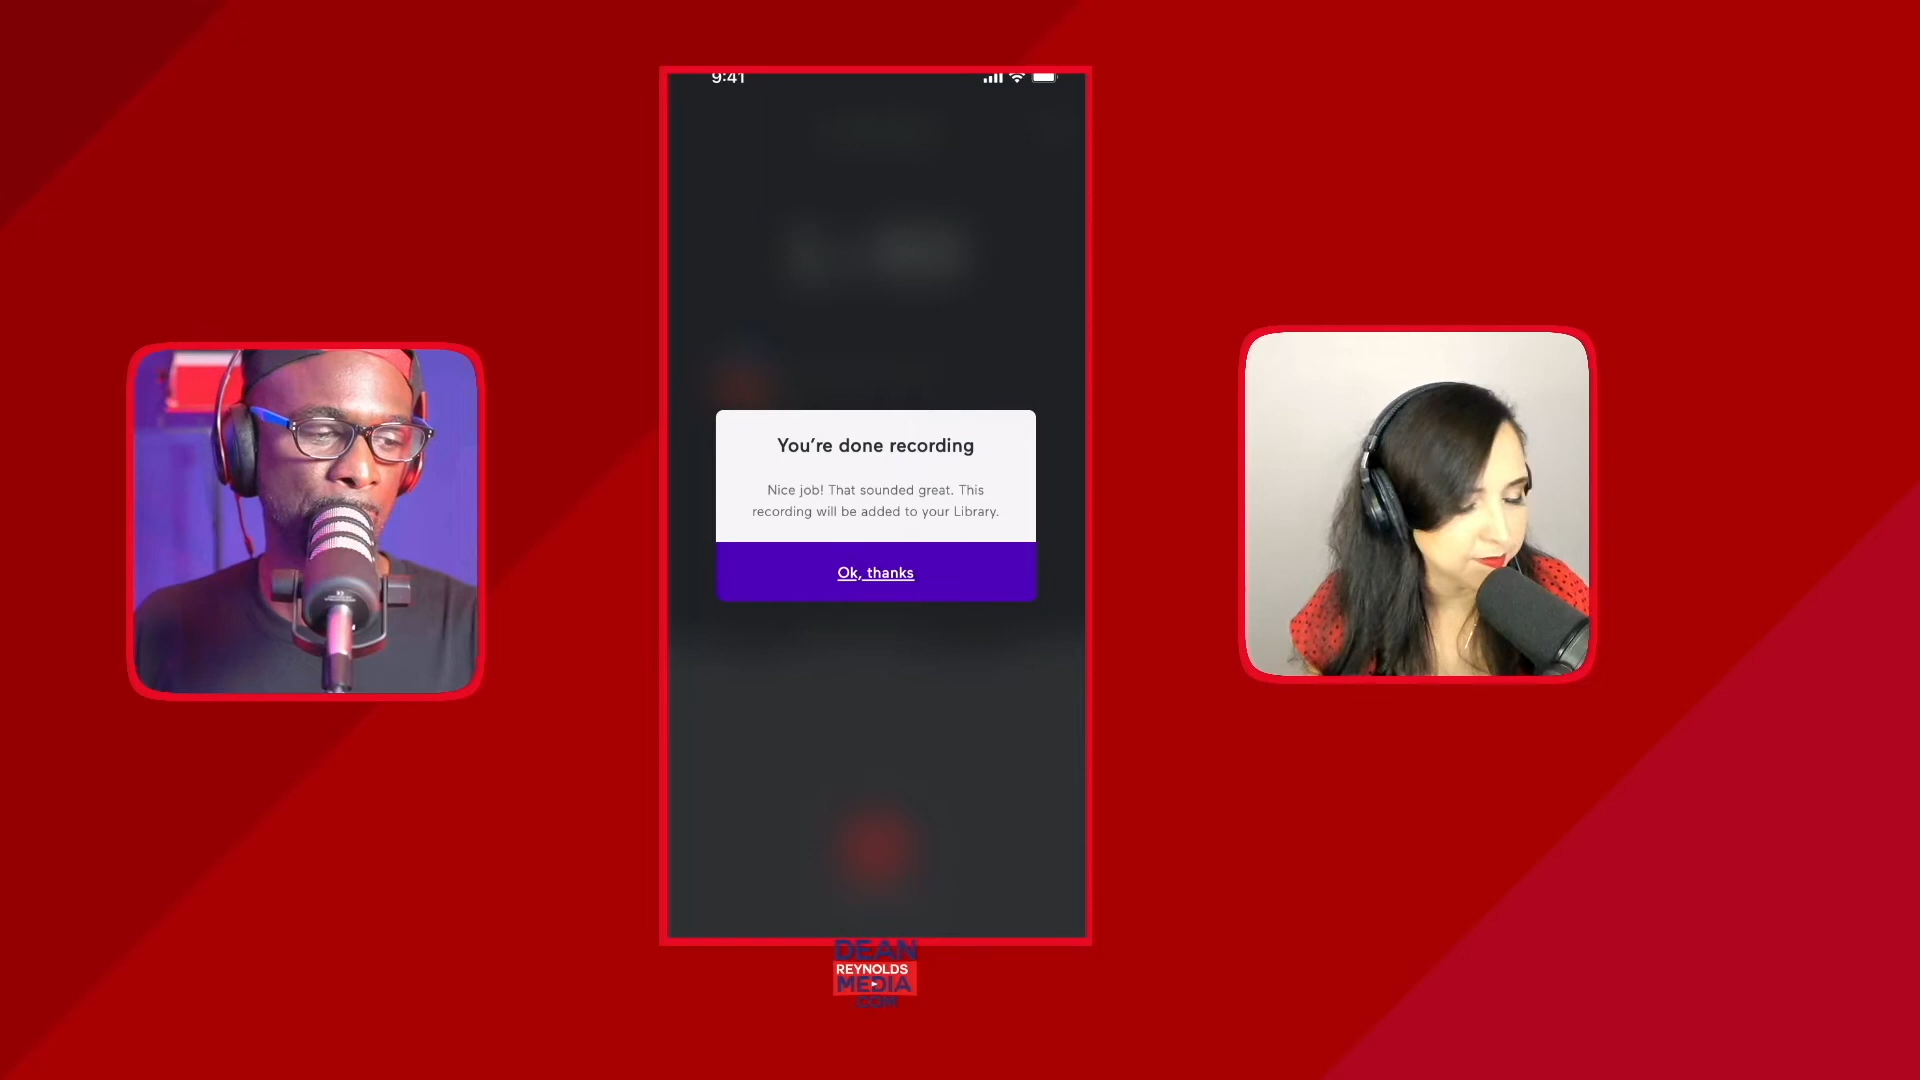 9:41
You're done recording
Nice job! That sounded great. This
recording will be added to your Library.
Ok, thanks
DEAN
REYNOLDS
MEDIA
.COM